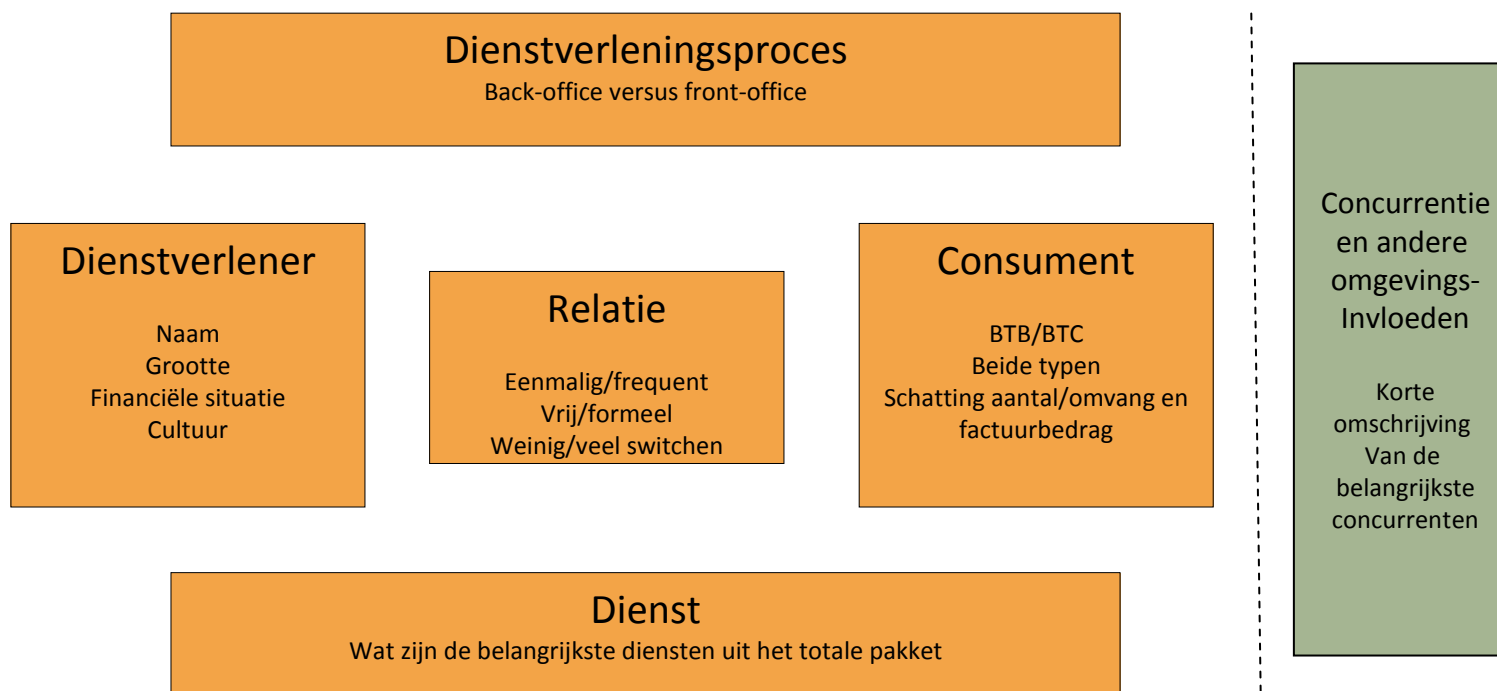 Dienstverleningsproces
Back-office versus front-office
Dienstverlener
Naam
Grootte
Financiële situatie
Cultuur
Relatie
Eenmalig/frequent
Vrij/formeel
Weinig/veel switchen
Consument
BTB/BTC
Beide typen
Schatting aantal/omvang en
factuurbedrag
Dienst
Wat zijn de belangrijkste diensten uit het totale pakket
Concurrentie
en andere
omgevings-
Invloeden
Korte
omschrijving
Van de
belangrijkste
concurrenten